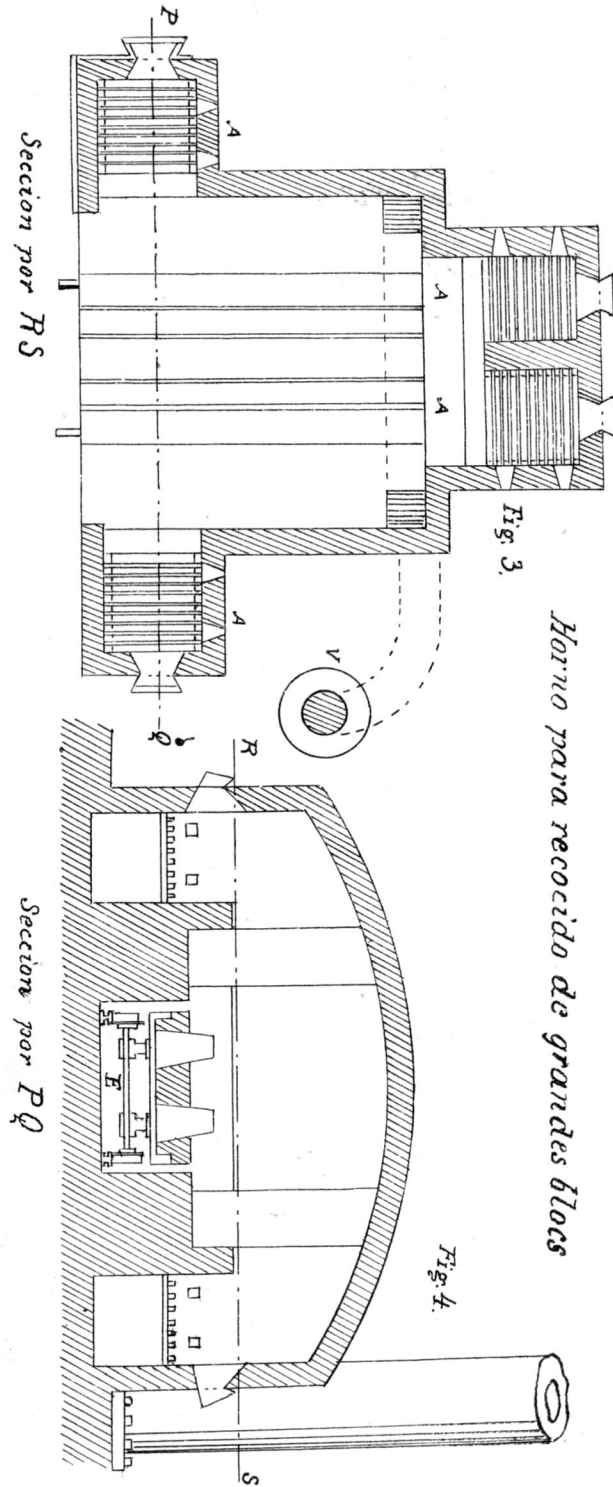 Horno para recocido de grandes blocs
Fig. 3.
P
A
A
A
A
V
Q
Seccion por RS
Fig. 4.
R
E
S
Seccion por PQ